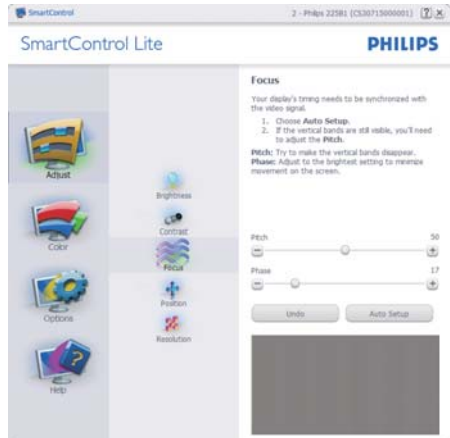 SmartControl
2 - Philips 225B1 (CS30715000001)
SmartControl Lite
PHILIPS
Adjust
Color
Options
Help
Brightness
Contrast
Focus
Position
Resolution
Focus
Your display's timing needs to be synchronized with
the video signal.
1. Choose Auto Setup.
2. If the vertical bands are still visible, you'll need
to adjust the Pitch.
Pitch: Try to make the vertical bands disappear.
Phase: Adjust to the brightest setting to minimize
movement on the screen.
Pitch 50
Phase 17
Undo Auto Setup